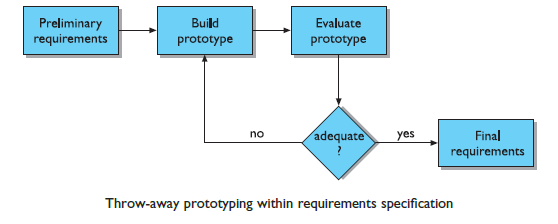 Preliminary
requirements
Build
prototype
Evaluate
prototype
adequate
?
no
yes
Final
requirements
Throw-away prototyping within requirements specification